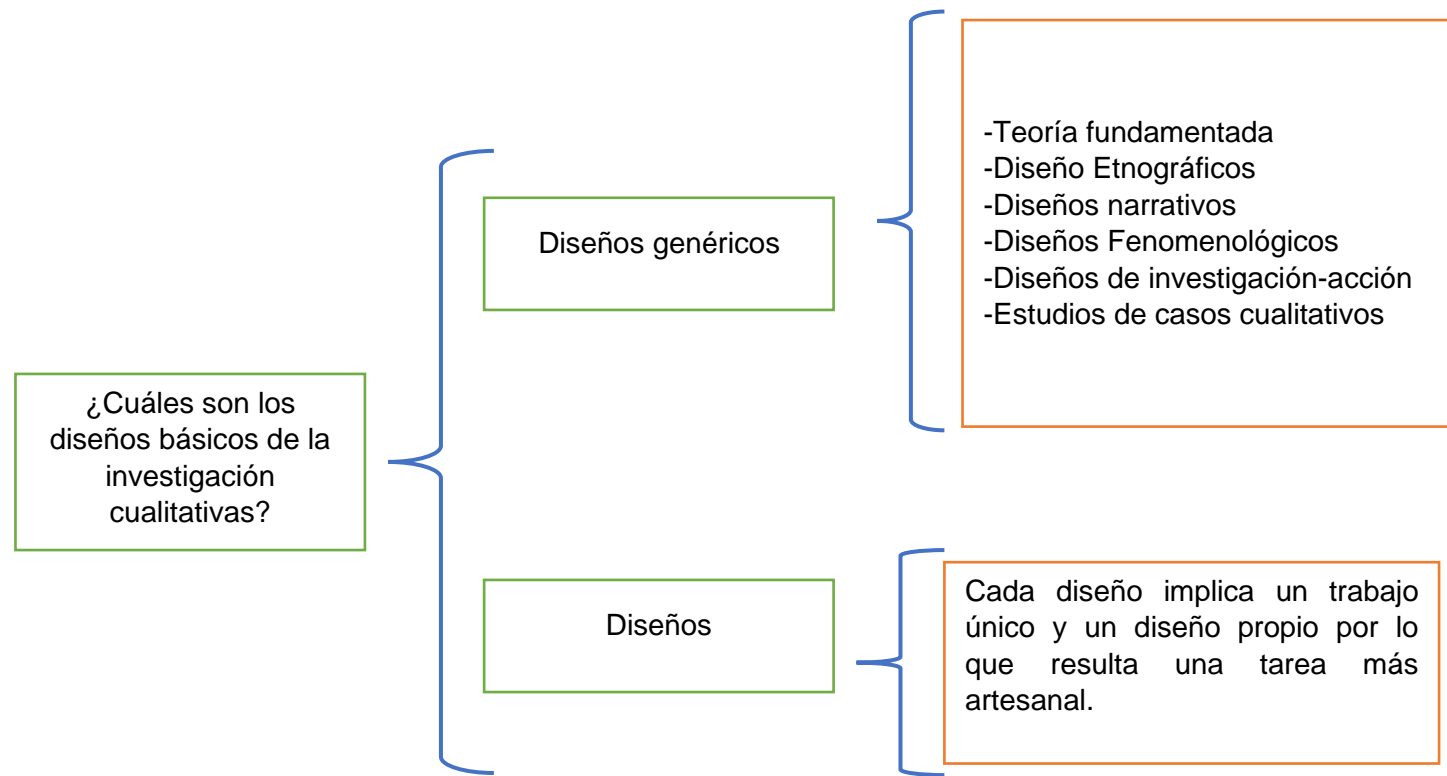 ¿Cuáles son los
diseños básicos de la
investigación
cualitativas?
Diseños genéricos
-Teoría fundamentada
-Diseño Etnográficos
-Diseños narrativos
-Diseños Fenomenológicos
-Diseños de investigación-acción
-Estudios de casos cualitativos
Diseños
Cada diseño implica un trabajo
único y un diseño propio por lo
que resulta una tarea más
artesanal.